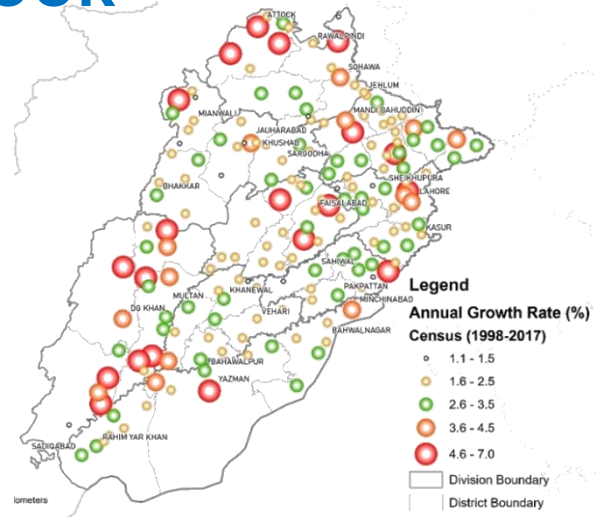 ATTOCK
RAWALPINDI
SOHAWA
JEHLUM
MIANWALI
MANDI BAHUDDIN
JAUHARABAD
KHUSHAB
SARGODHA
SHEIKHUPURA
BHAKKAR
LAHORE
FAISALABAD
KASUR
SAHIWAL
KHANEWAL
PAKPATTAN
MULTAN
MINCHINABAD
DG KHAN
VEHARI
BAHWALNAGAR
BAHAWALPUR
YAZMAN
RAHIM YAR KHAN
SADIQABAD
lometers
Legend
Annual Growth Rate (%)
Census (1998-2017)
1.1 - 1.5
1.6 - 2.5
2.6 - 3.5
3.6 - 4.5
4.6 - 7.0
Division Boundary
District Boundary